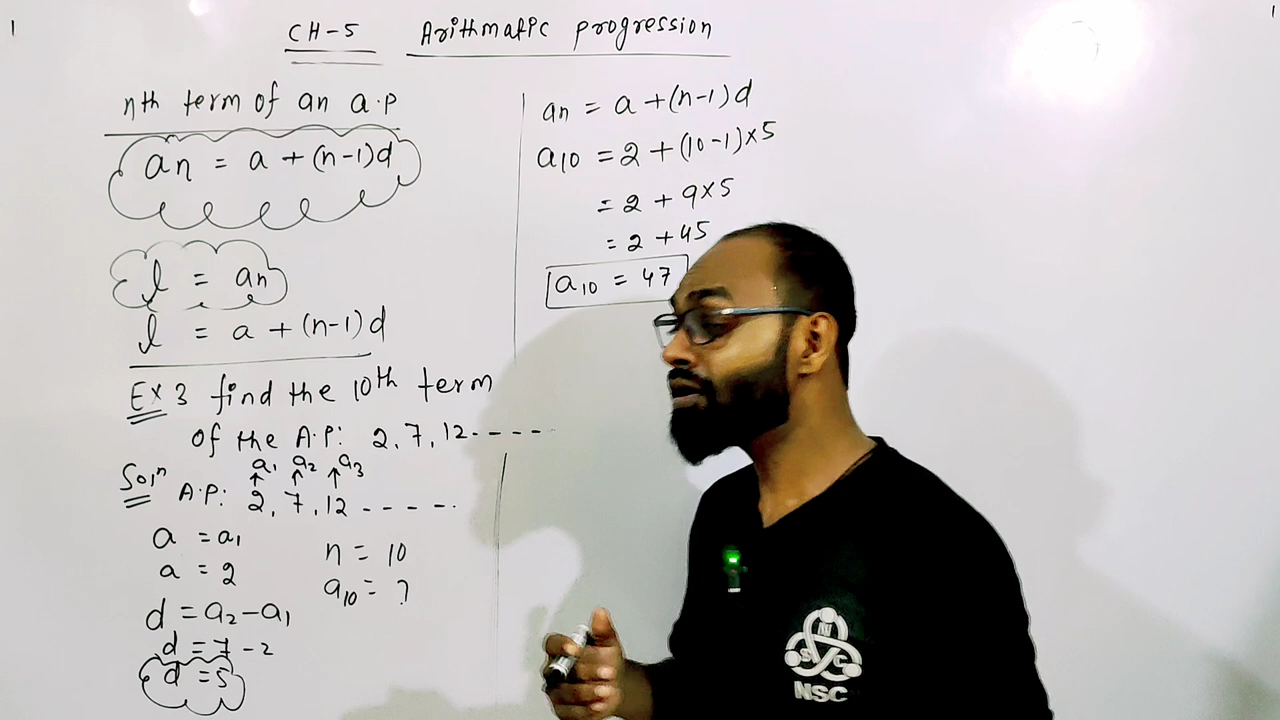 CH-5 Arithmatic progression
nth term of an a.p
an = a + (n-1)d
l = an
l = a + (n-1)d
Ex 3 find the 10th term
of the A.P: 2, 7, 12-----
Soln a1 a2 a3
A.P: 2, 7, 12 -----
a = a1
a = 2
d = a2-a1
d = 7-2
d = 5
n = 10
a10 = ?
an = a + (n-1)d
a10 = 2 + (10-1)×5
= 2 + 9×5
= 2 + 45
a10 = 47
N
S C
NSC
1
1